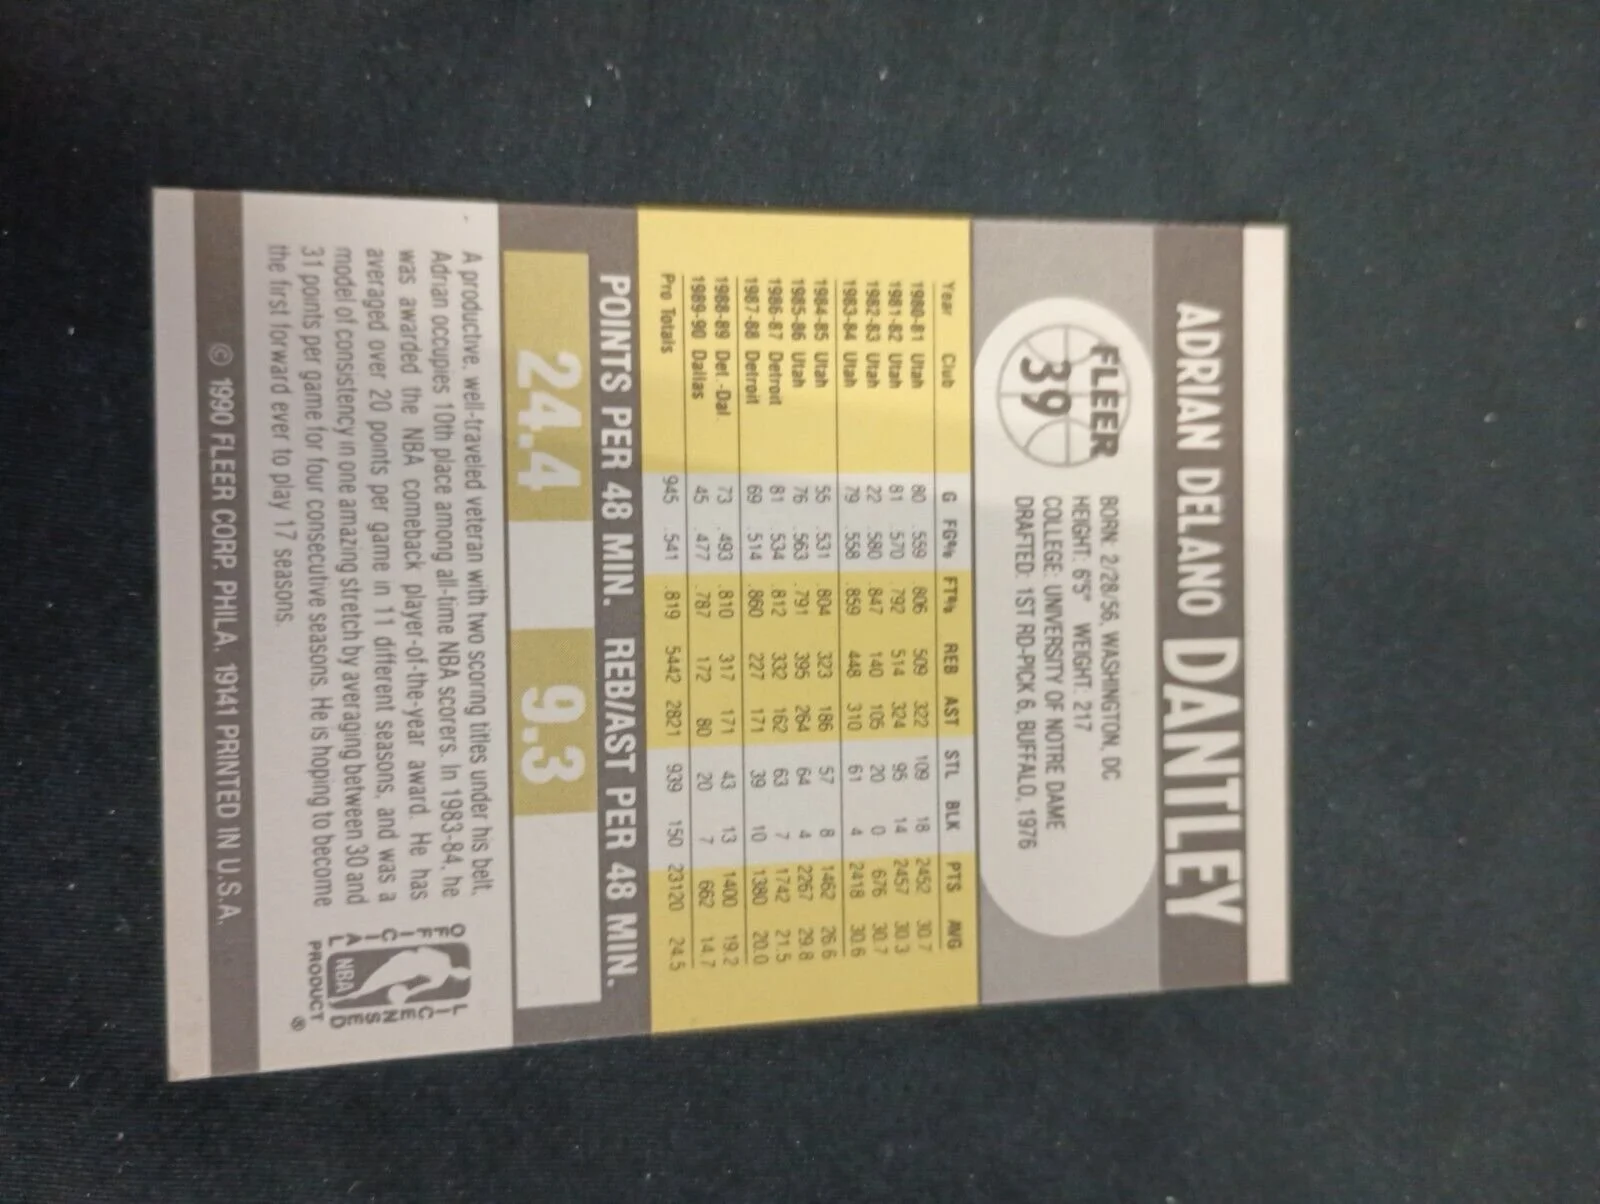 ADRIAN DELANO DANTLEY
FLEER
39
BORN: 2/28/56, WASHINGTON, DC
HEIGHT: 6'5" WEIGHT: 217
COLLEGE: UNIVERSITY OF NOTRE DAME
DRAFTED: 1ST RD-PICK 6, BUFFALO, 1976
Year Club G FG% FT% REB AST STL BLK PTS AVG
1980-81 Utah 80 .559 .806 509 322 109 18 2452 30.7
1981-82 Utah 81 .570 .792 514 324 95 14 2457 30.3
1982-83 Utah 22 .580 .847 140 105 20 0 676 30.7
1983-84 Utah 79 .558 .859 448 310 61 4 2418 30.6
1984-85 Utah 55 .531 .804 323 186 57 8 1462 26.6
1985-86 Utah 76 .563 .791 395 264 64 4 2267 29.8
1986-87 Detroit 81 .534 .812 332 162 63 7 1742 21.5
1987-88 Detroit 69 .514 .860 227 171 39 10 1380 20.0
1988-89 Det.-Dal. 73 .493 .810 317 171 43 13 1400 19.2
1989-90 Dallas 45 .477 .787 172 80 20 7 662 14.7
Pro Totals 945 .541 .819 5442 2821 939 150 23120 24.5
POINTS PER 48 MIN. REB/AST PER 48 MIN.
24.4 9.3
A productive, well-traveled veteran with two scoring titles under his belt,
Adrian occupies 10th place among all-time NBA scorers. In 1983-84, he
was awarded the NBA comeback player-of-the-year award. He has
averaged over 20 points per game in 11 different seasons, and was a
model of consistency in one amazing stretch by averaging between 30 and
31 points per game for four consecutive seasons. He is hoping to become
the first forward ever to play 17 seasons.
OFFICIAL LICENSED
NBA
PRODUCT ®
© 1990 FLEER CORP. PHILA. 19141 PRINTED IN U.S.A.